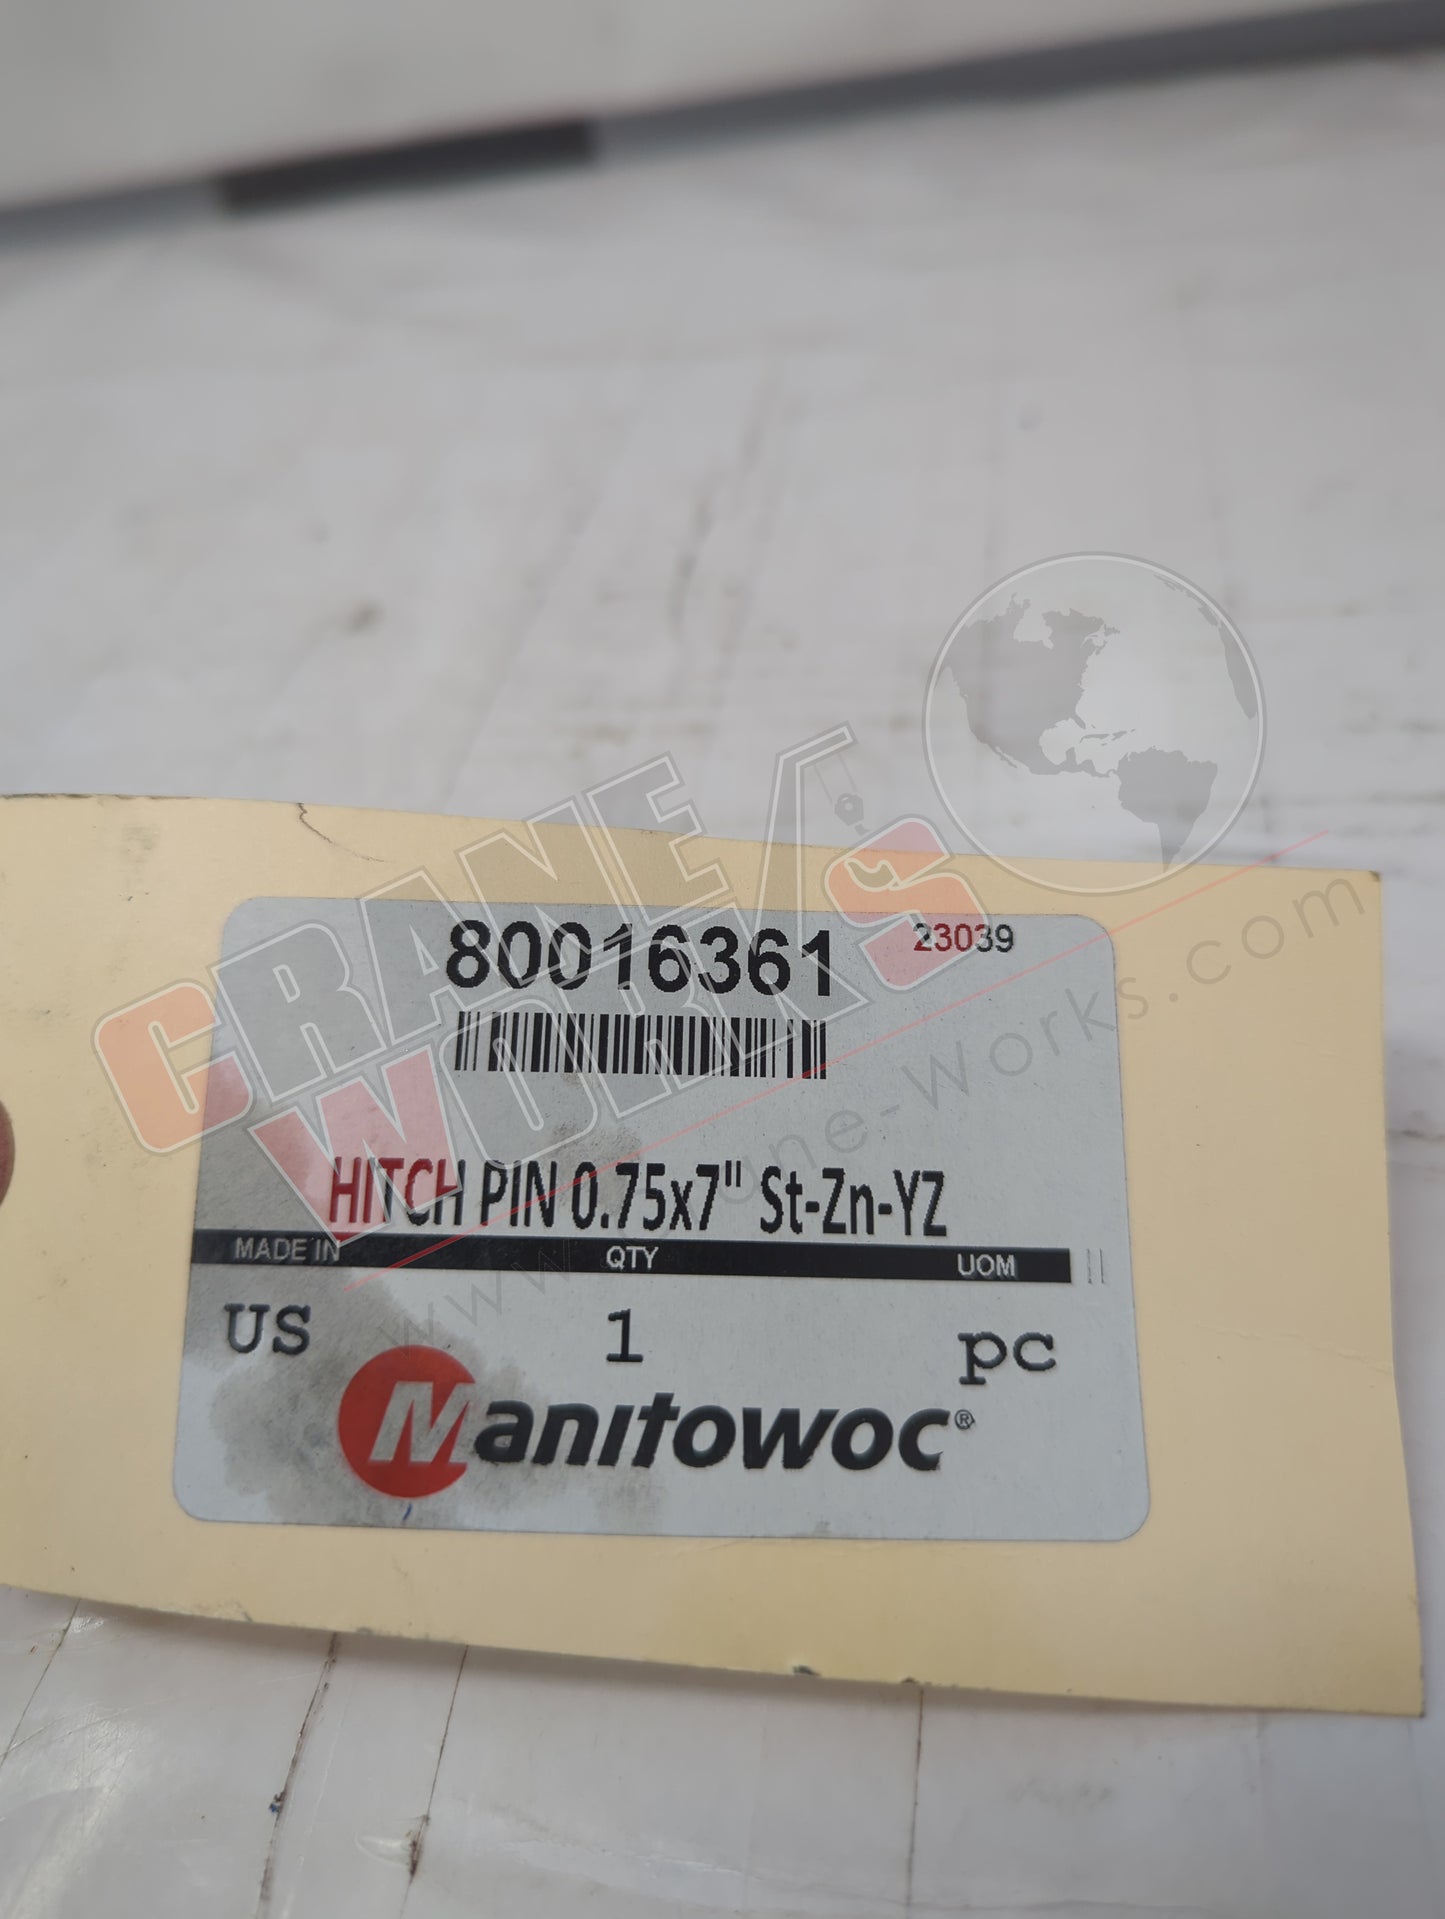 80016361 23039
HITCH PIN 0.75x7" St-Zn-YZ
MADE IN QTY UOM
US 1 pc
Manitowoc®
CRANE WORKS
www.crane-works.com